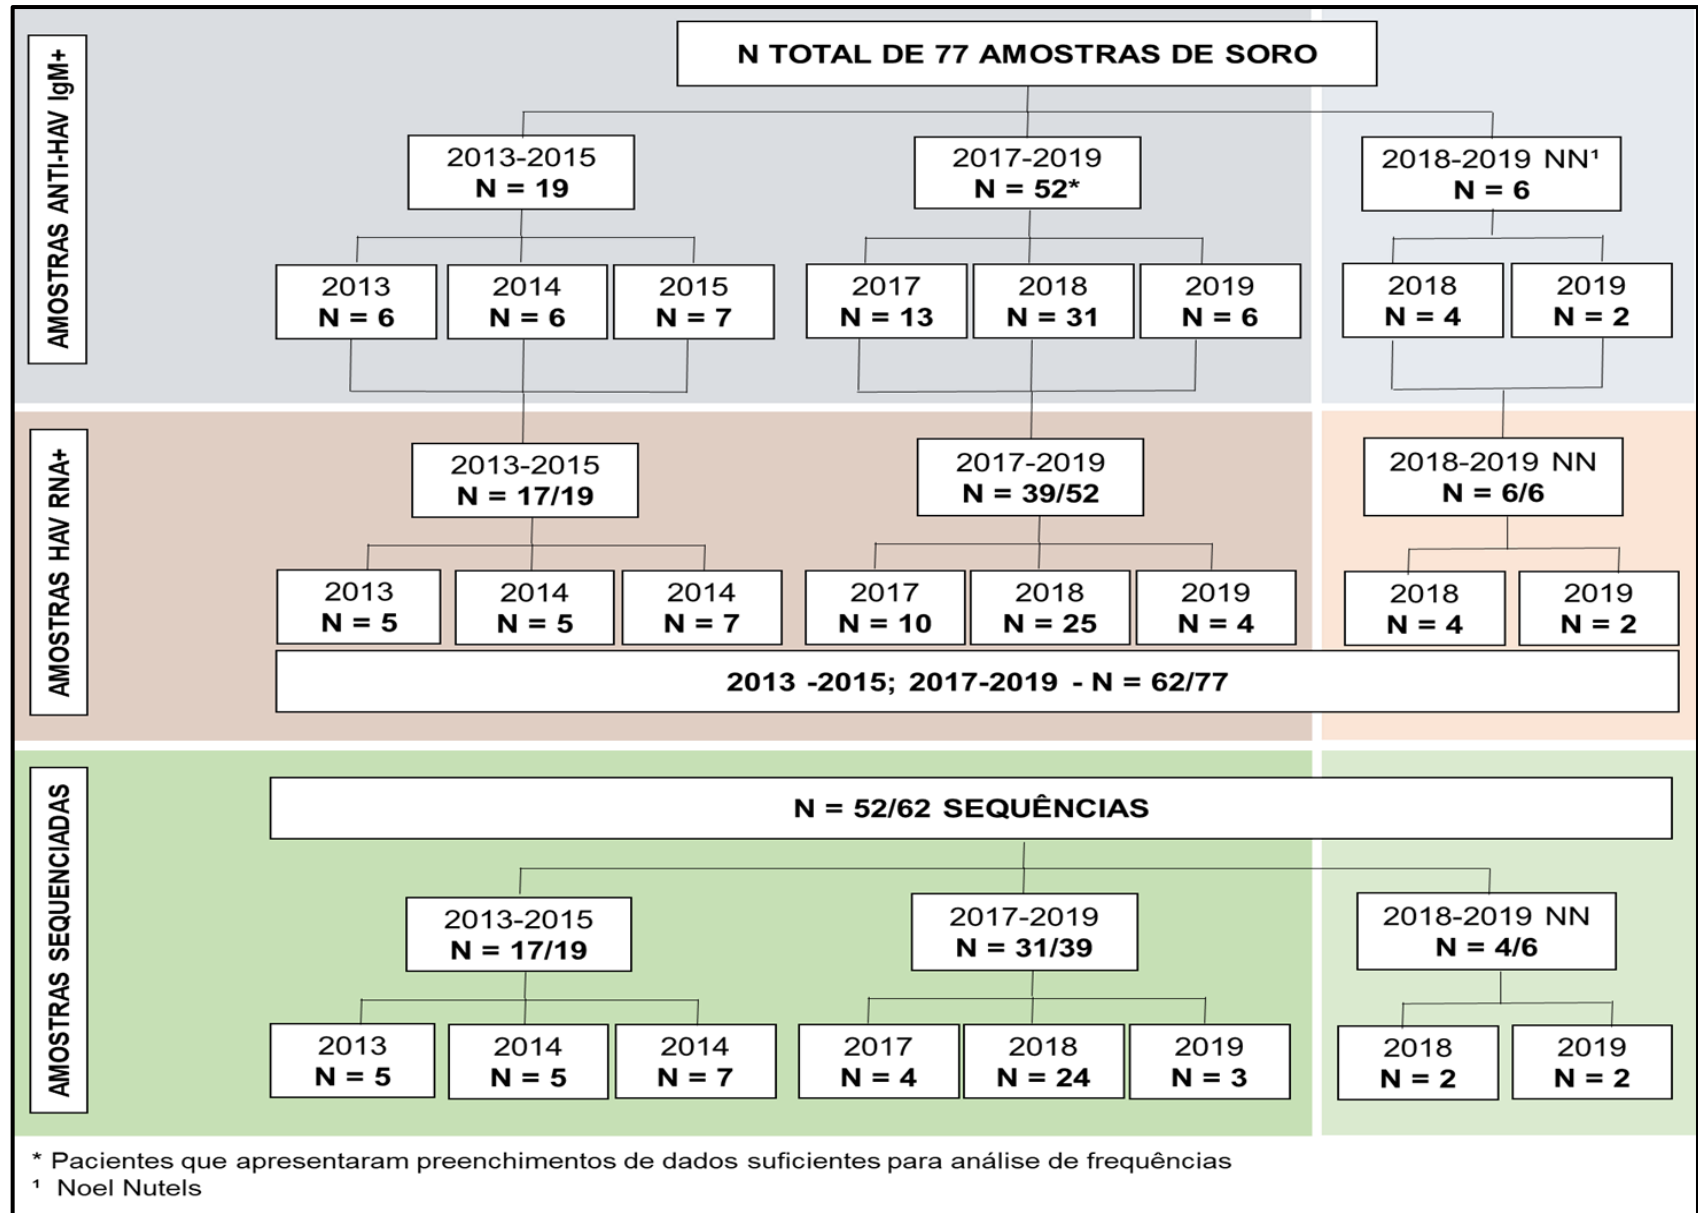 AMOSTRAS ANTI-HAV IgM+
N TOTAL DE 77 AMOSTRAS DE SORO
2013-2015
N = 19
2017-2019
N = 52*
2018-2019 NN¹
N = 6
2013
N = 6
2014
N = 6
2015
N = 7
2017
N = 13
2018
N = 31
2019
N = 6
2018
N = 4
2019
N = 2
AMOSTRAS HAV RNA+
2013-2015
N = 17/19
2017-2019
N = 39/52
2018-2019 NN
N = 6/6
2013
N = 5
2014
N = 5
2014
N = 7
2017
N = 10
2018
N = 25
2019
N = 4
2018
N = 4
2019
N = 2
2013 -2015; 2017-2019 - N = 62/77
AMOSTRAS SEQUENCIADAS
N = 52/62 SEQUÊNCIAS
2013-2015
N = 17/19
2017-2019
N = 31/39
2018-2019 NN
N = 4/6
2013
N = 5
2014
N = 5
2014
N = 7
2017
N = 4
2018
N = 24
2019
N = 3
2018
N = 2
2019
N = 2
* Pacientes que apresentaram preenchimentos de dados suficientes para análise de frequências
¹ Noel Nutels